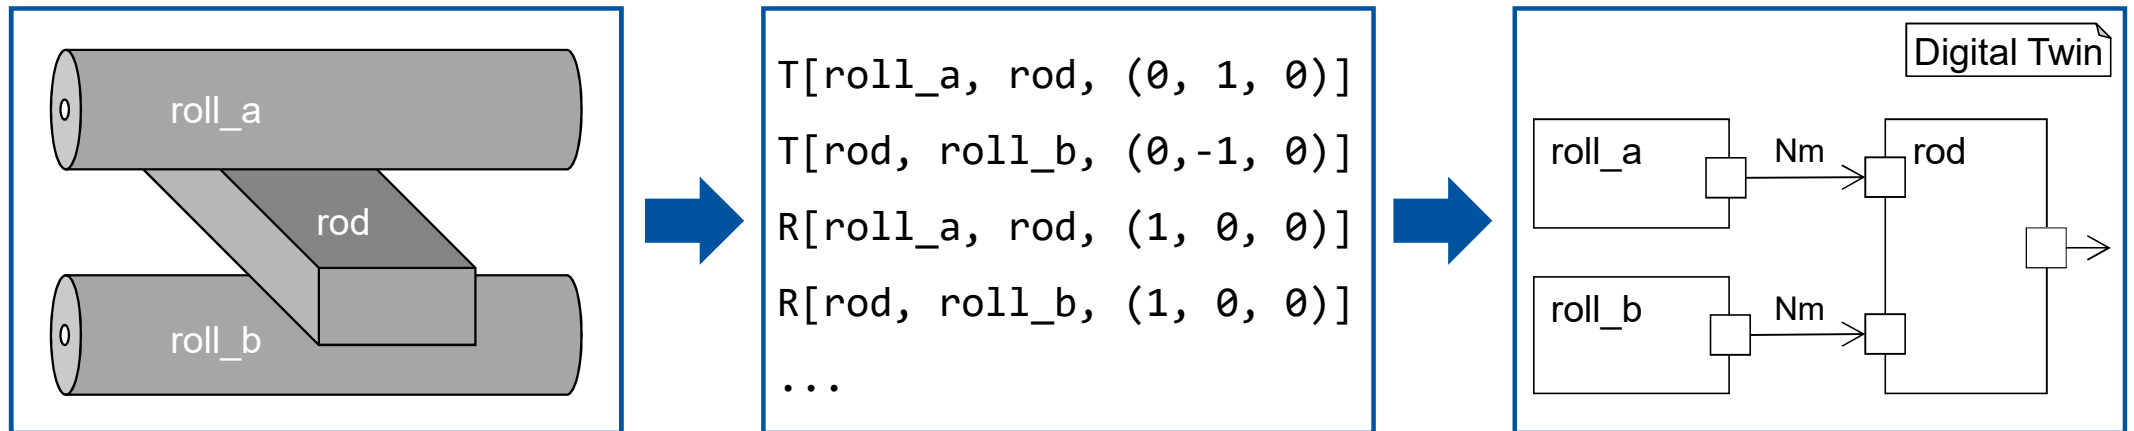 roll_a
rod
roll_b
T[roll_a, rod, (0, 1, 0)]
T[rod, roll_b, (0,-1, 0)]
R[roll_a, rod, (1, 0, 0)]
R[rod, roll_b, (1, 0, 0)]
...
Digital Twin
roll_a
Nm
rod
roll_b
Nm